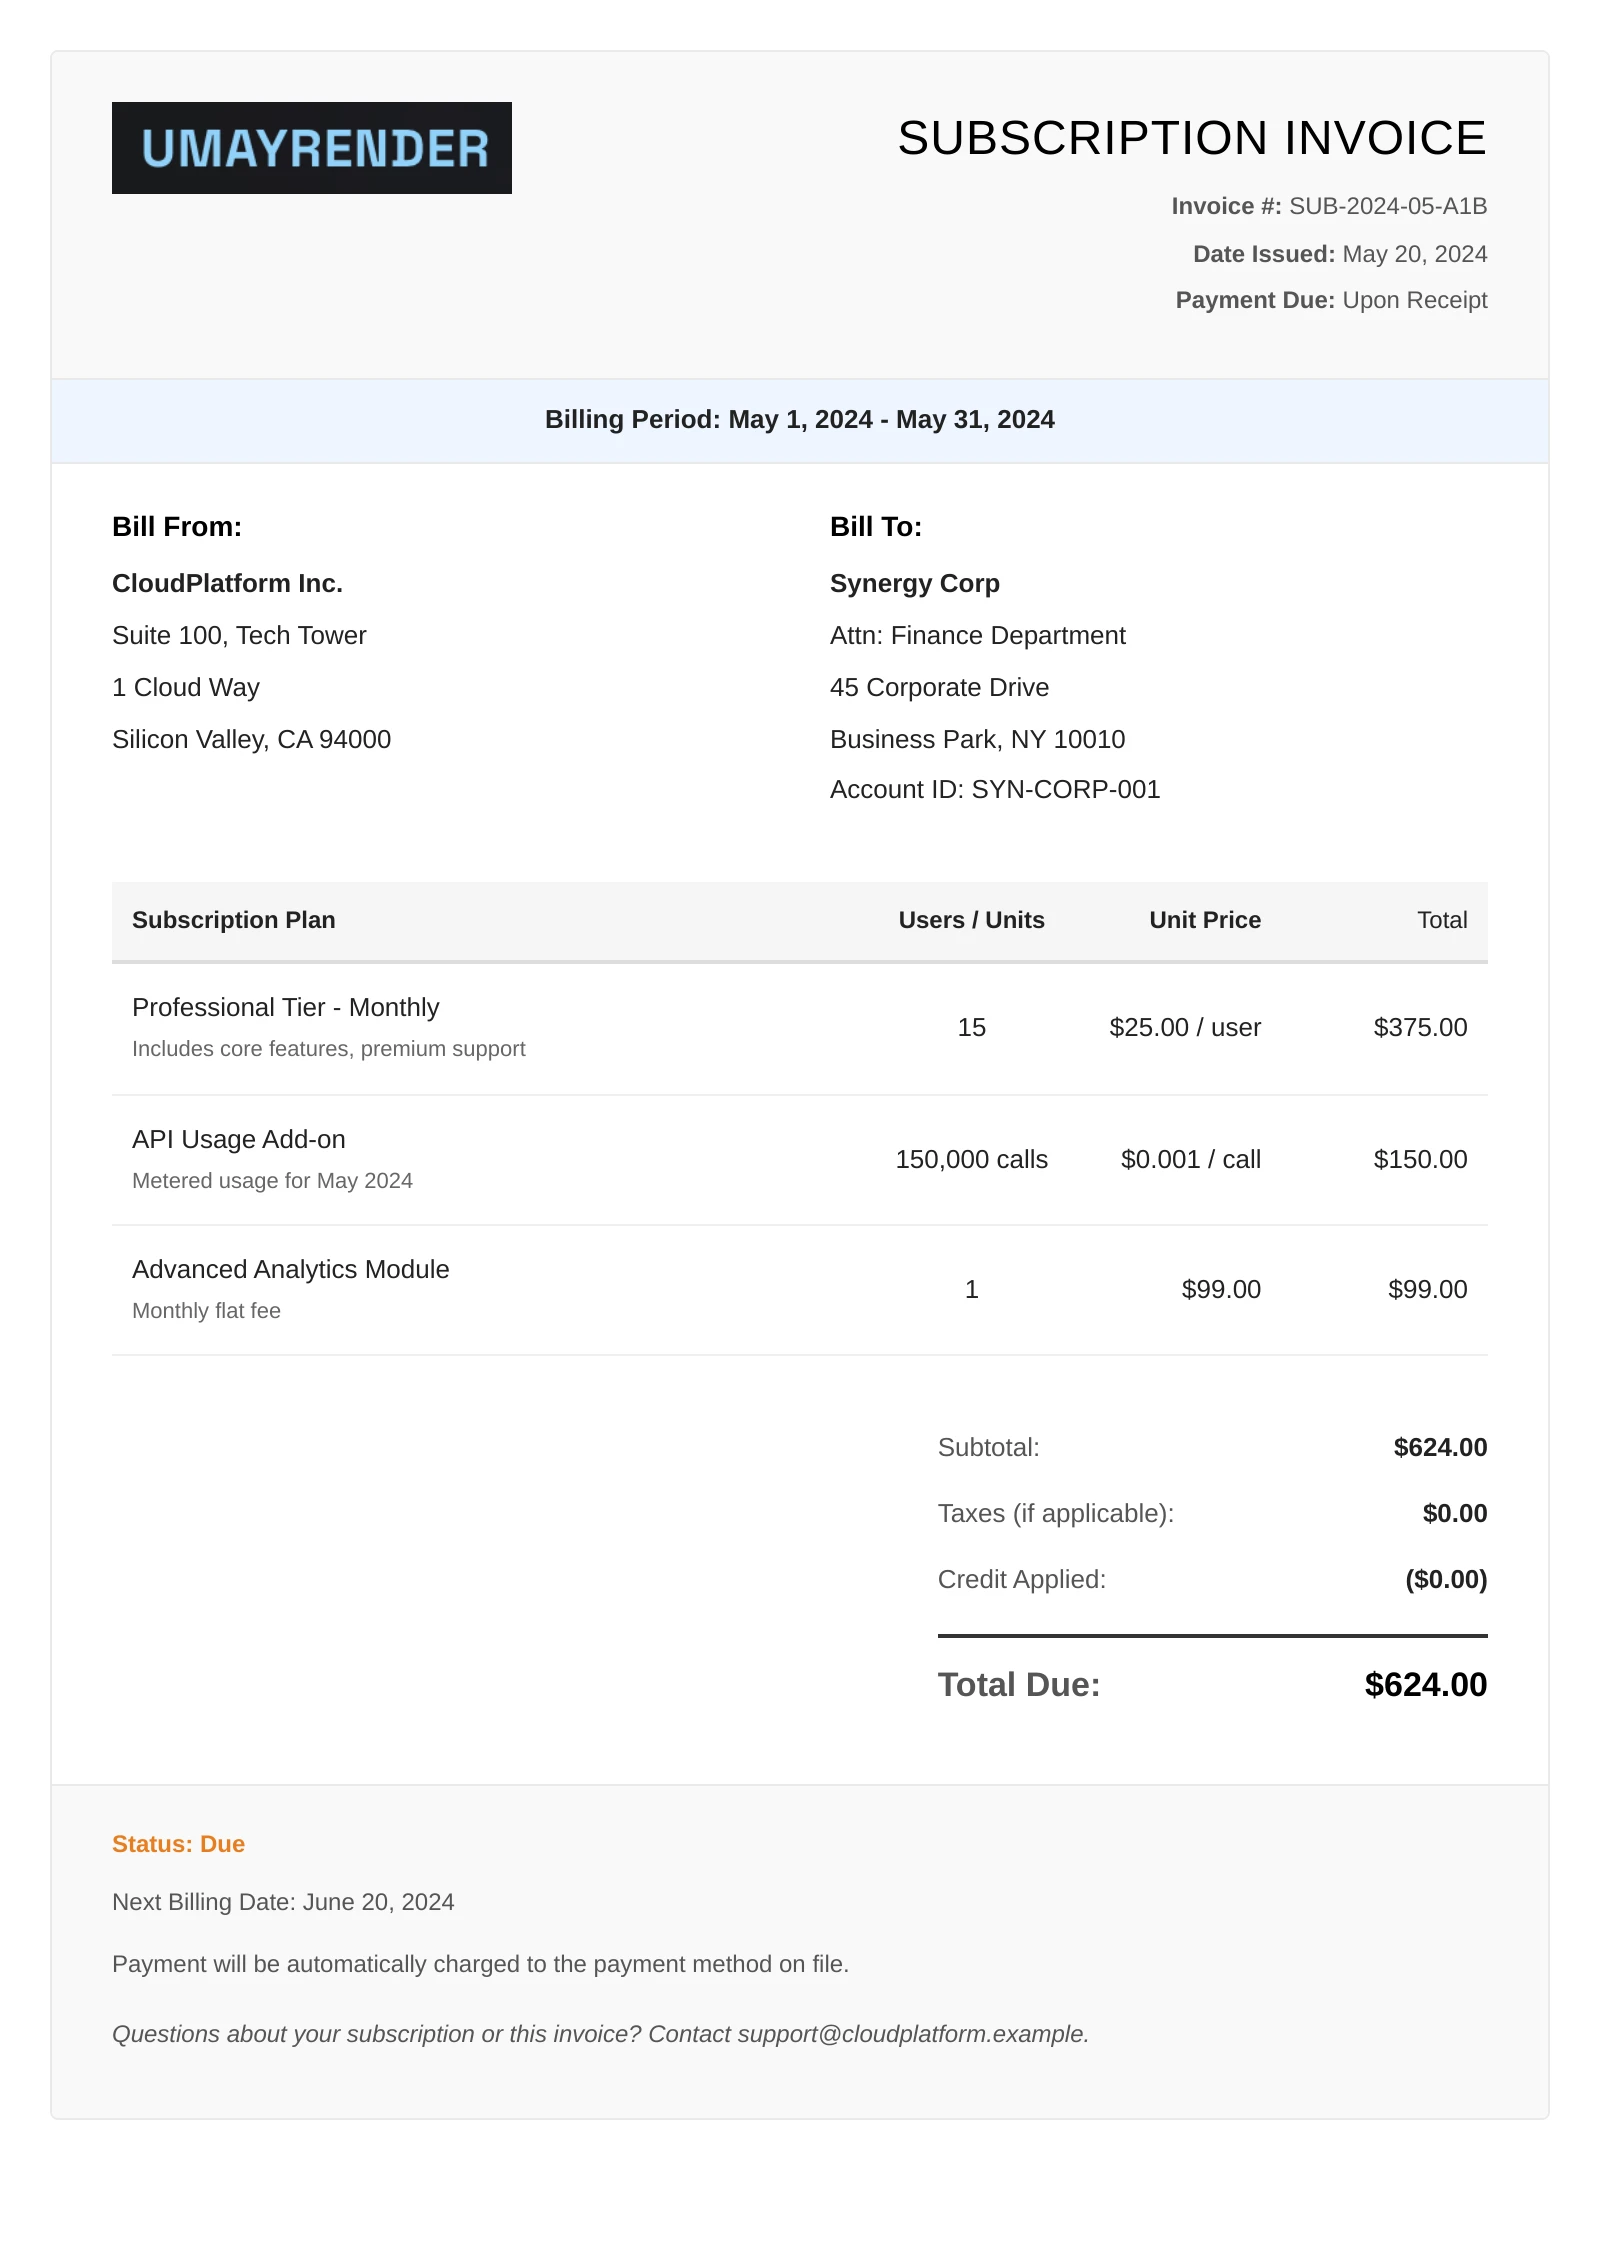 UMAYRENDER
SUBSCRIPTION INVOICE
Invoice #: SUB-2024-05-A1B
Date Issued: May 20, 2024
Payment Due: Upon Receipt
Billing Period: May 1, 2024 - May 31, 2024
Bill From:
CloudPlatform Inc.
Suite 100, Tech Tower
1 Cloud Way
Silicon Valley, CA 94000
Bill To:
Synergy Corp
Attn: Finance Department
45 Corporate Drive
Business Park, NY 10010
Account ID: SYN-CORP-001
Subscription Plan Users / Units Unit Price Total
Professional Tier - Monthly
Includes core features, premium support
15 $25.00 / user $375.00
API Usage Add-on
Metered usage for May 2024
150,000 calls $0.001 / call $150.00
Advanced Analytics Module
Monthly flat fee
1 $99.00 $99.00
Subtotal: $624.00
Taxes (if applicable): $0.00
Credit Applied: ($0.00)
Total Due: $624.00
Status: Due
Next Billing Date: June 20, 2024
Payment will be automatically charged to the payment method on file.
Questions about your subscription or this invoice? Contact support@cloudplatform.example.